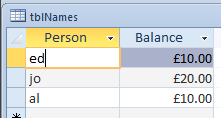 tblNames
Person Balance
ed £10.00
jo £20.00
al £10.00